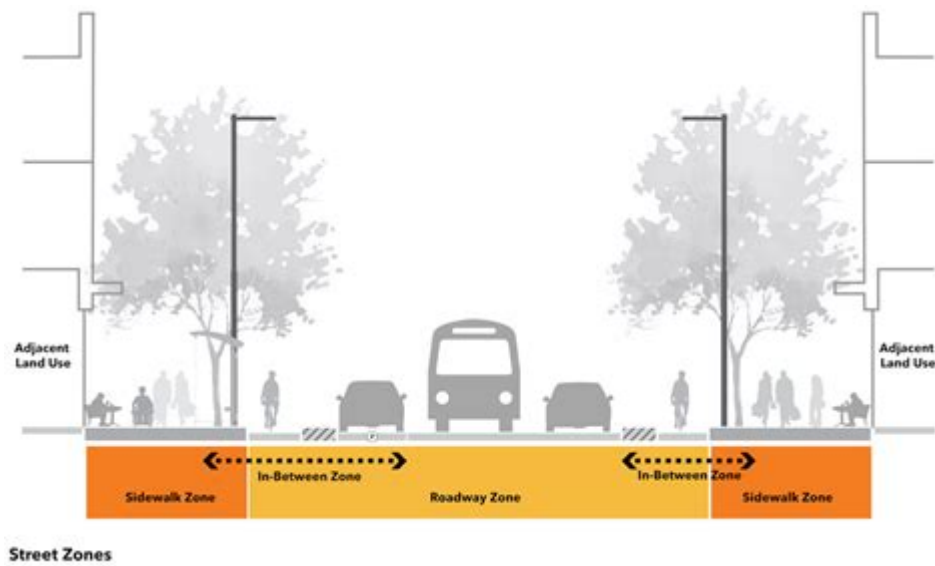 Adjacent
Land Use
Adjacent
Land Use
P
In-Between Zone
In-Between Zone
Sidewalk Zone
Roadway Zone
Sidewalk Zone
Street Zones